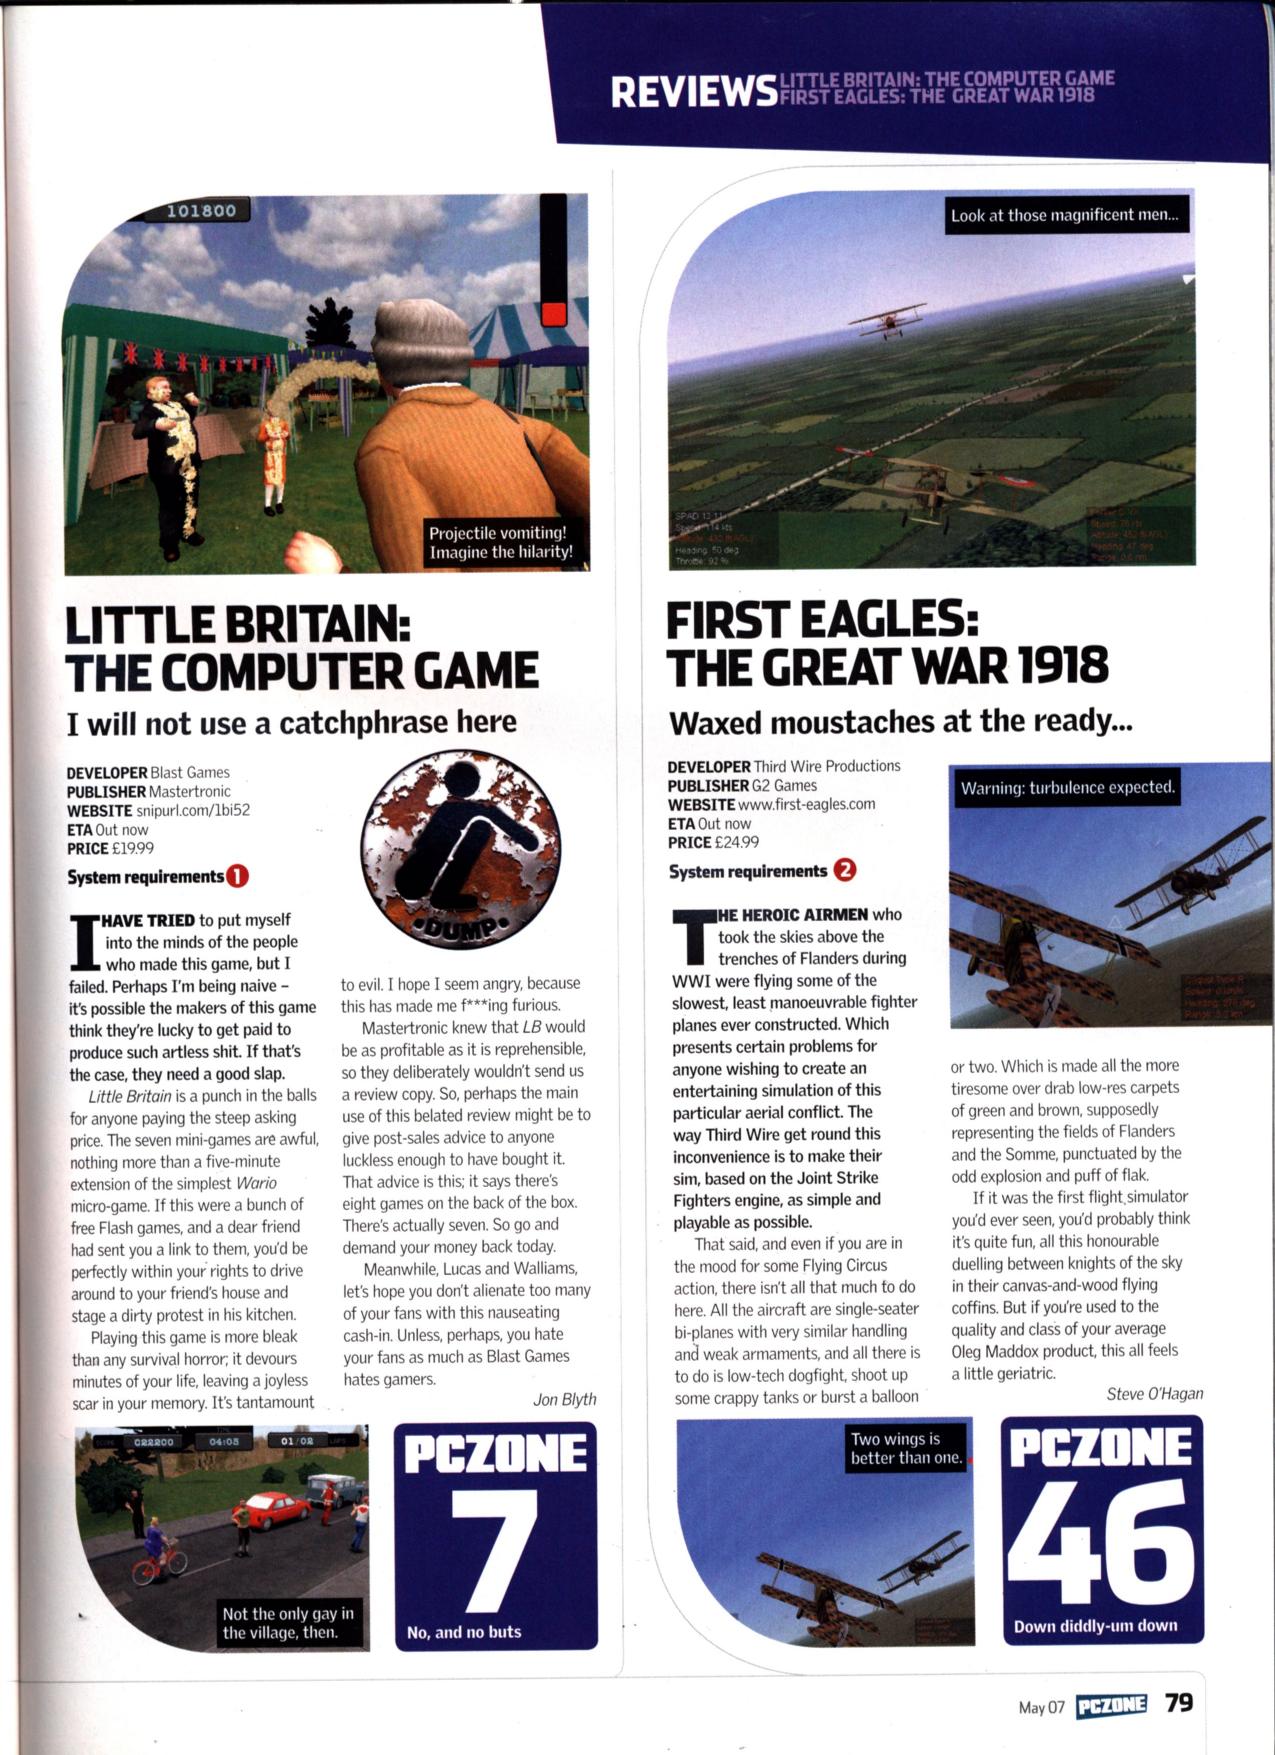 REVIEWS LITTLE BRITAIN: THE COMPUTER GAME
FIRST EAGLES: THE GREAT WAR 1918
101800
Projectile vomiting!
Imagine the hilarity!
LITTLE BRITAIN:
THE COMPUTER GAME
I will not use a catchphrase here
DEVELOPER Blast Games
PUBLISHER Mastertronic
WEBSITE snipurl.com/1bi52
ETA Out now
PRICE £19.99
System requirements 1
DUMP
I HAVE TRIED to put myself
into the minds of the people
who made this game, but I
failed. Perhaps I'm being naive –
it's possible the makers of this game
think they're lucky to get paid to
produce such artless shit. If that's
the case, they need a good slap.
Little Britain is a punch in the balls
for anyone paying the steep asking
price. The seven mini-games are awful,
nothing more than a five-minute
extension of the simplest Wario
micro-game. If this were a bunch of
free Flash games, and a dear friend
had sent you a link to them, you'd be
perfectly within your rights to drive
around to your friend's house and
stage a dirty protest in his kitchen.
Playing this game is more bleak
than any survival horror; it devours
minutes of your life, leaving a joyless
scar in your memory. It's tantamount
to evil. I hope I seem angry, because
this has made me f***ing furious.
Mastertronic knew that LB would
be as profitable as it is reprehensible,
so they deliberately wouldn't send us
a review copy. So, perhaps the main
use of this belated review might be to
give post-sales advice to anyone
luckless enough to have bought it.
That advice is this; it says there's
eight games on the back of the box.
There's actually seven. So go and
demand your money back today.
Meanwhile, Lucas and Walliams,
let's hope you don't alienate too many
of your fans with this nauseating
cash-in. Unless, perhaps, you hate
your fans as much as Blast Games
hates gamers.
Jon Blyth
022200 04:05 01/02
Not the only gay in
the village, then.
PCZONE
7
No, and no buts
Look at those magnificent men...
SPAD 13
Heading: 50 deg
Throttle: 92 %
FIRST EAGLES:
THE GREAT WAR 1918
Waxed moustaches at the ready...
DEVELOPER Third Wire Productions
PUBLISHER G2 Games
WEBSITE www.first-eagles.com
ETA Out now
PRICE £24.99
System requirements 2
Warning: turbulence expected.
THE HEROIC AIRMEN who
took the skies above the
trenches of Flanders during
WWI were flying some of the
slowest, least manoeuvrable fighter
planes ever constructed. Which
presents certain problems for
anyone wishing to create an
entertaining simulation of this
particular aerial conflict. The
way Third Wire get round this
inconvenience is to make their
sim, based on the Joint Strike
Fighters engine, as simple and
playable as possible.
That said, and even if you are in
the mood for some Flying Circus
action, there isn't all that much to do
here. All the aircraft are single-seater
bi-planes with very similar handling
and weak armaments, and all there is
to do is low-tech dogfight, shoot up
some crappy tanks or burst a balloon
or two. Which is made all the more
tiresome over drab low-res carpets
of green and brown, supposedly
representing the fields of Flanders
and the Somme, punctuated by the
odd explosion and puff of flak.
If it was the first flight simulator
you'd ever seen, you'd probably think
it's quite fun, all this honourable
duelling between knights of the sky
in their canvas-and-wood flying
coffins. But if you're used to the
quality and class of your average
Oleg Maddox product, this all feels
a little geriatric.
Steve O'Hagan
Two wings is
better than one.
PCZONE
46
Down diddly-um down
May 07 PCZONE 79